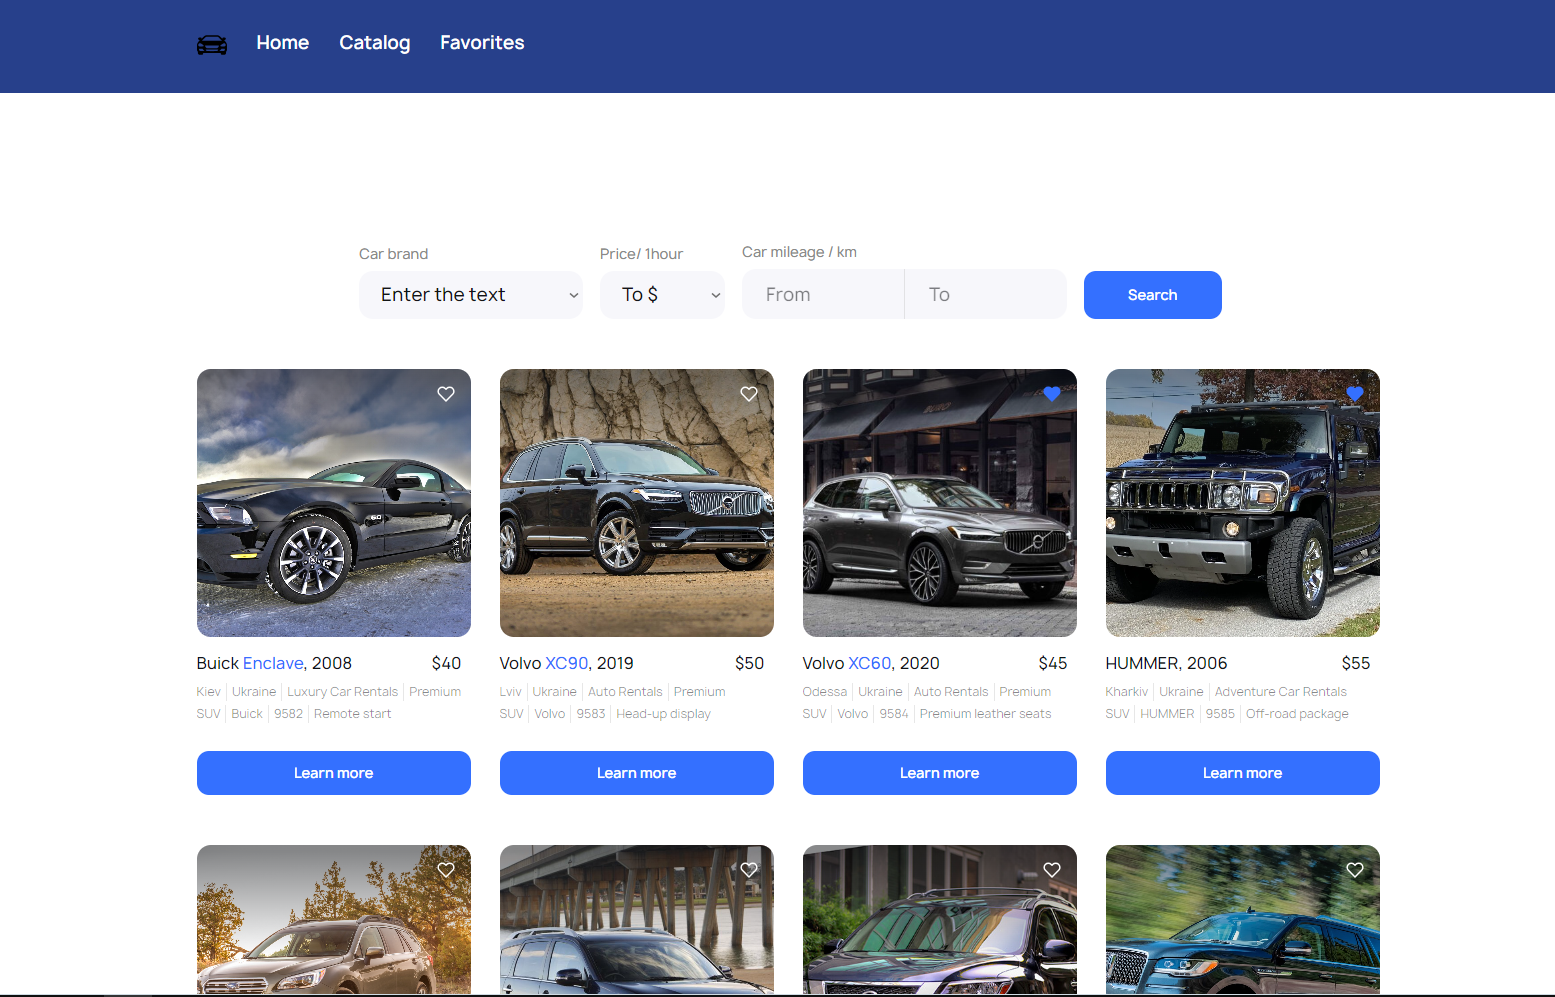 Home Catalog Favorites
Car brand Price/ 1hour Car mileage / km
Enter the text To $ From To Search
Buick Enclave, 2008 $40
Kiev Ukraine Luxury Car Rentals Premium
SUV Buick 9582 Remote start
Learn more
Volvo XC90, 2019 $50
Lviv Ukraine Auto Rentals Premium
SUV Volvo 9583 Head-up display
Learn more
Volvo XC60, 2020 $45
Odessa Ukraine Auto Rentals Premium
SUV Volvo 9584 Premium leather seats
Learn more
HUMMER, 2006 $55
Kharkiv Ukraine Adventure Car Rentals
SUV HUMMER 9585 Off-road package
Learn more